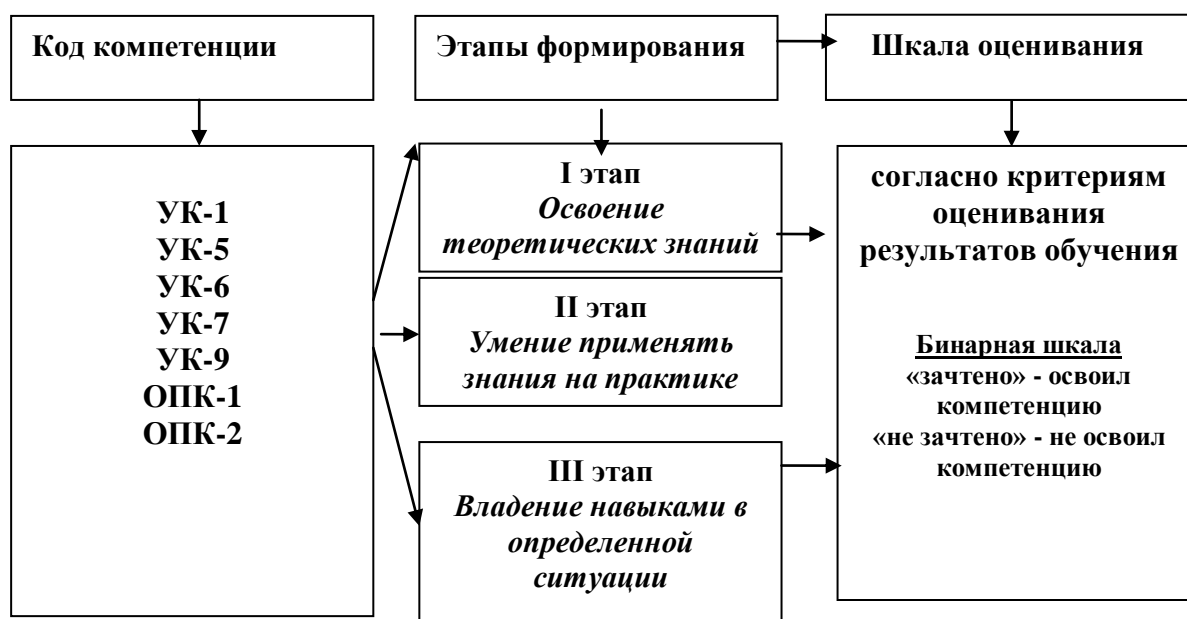 Код компетенции
Этапы формирования
Шкала оценивания
УК-1
УК-5
УК-6
УК-7
УК-9
ОПК-1
ОПК-2
I этап
Освоение
теоретических знаний
II этап
Умение применять
знания на практике
III этап
Владение навыками в
определенной
ситуации
согласно критериям
оценивания
результатов обучения
Бинарная шкала
«зачтено» - освоил
компетенцию
«не зачтено» - не освоил
компетенцию